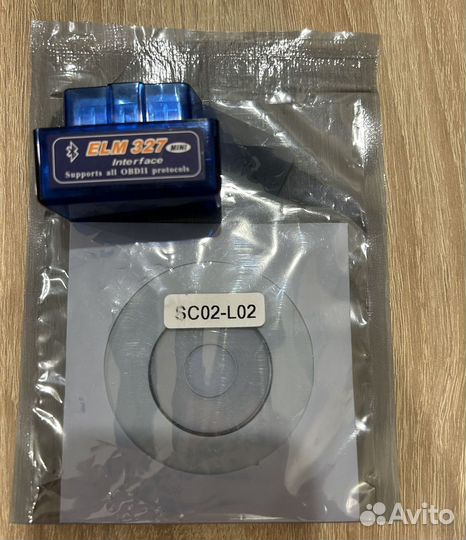 ELM 327 MINI
Interface
Supports all OBDII protocols
SC02-L02
Avito